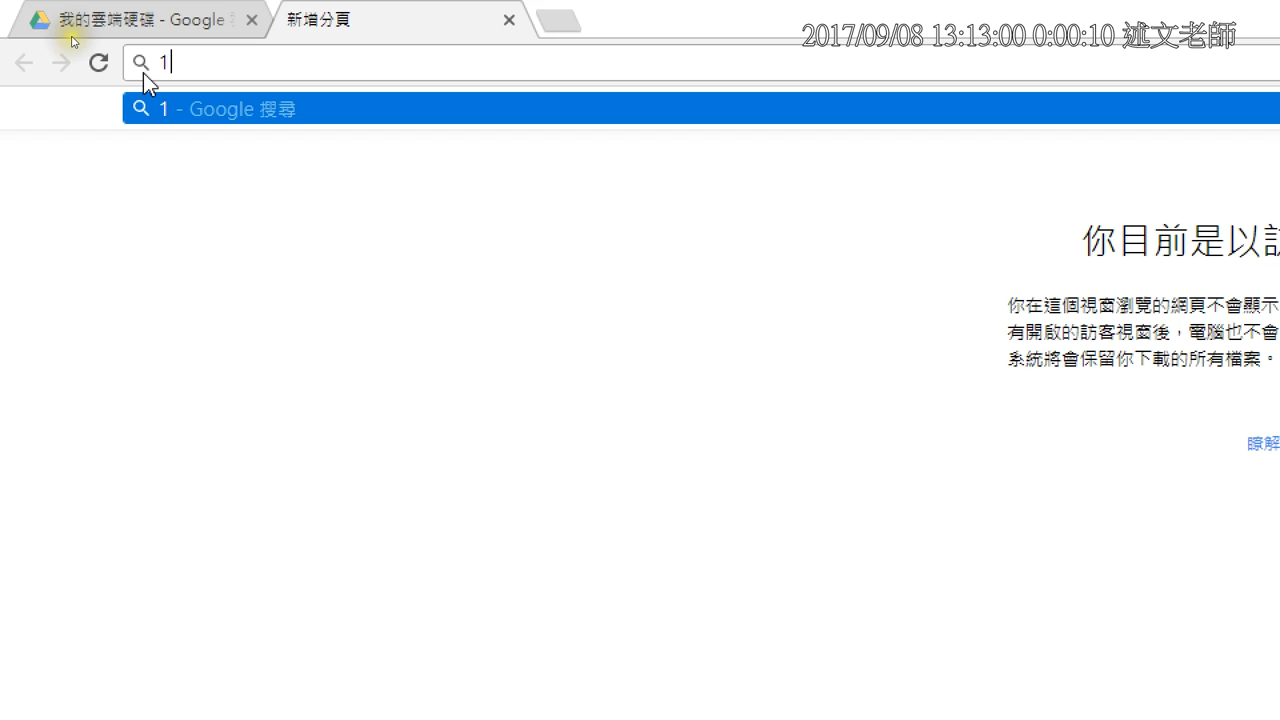 我的雲端硬碟 - Google
新增分頁
2017/09/08 13:13:00 0:00:10 述文老師
1
1 - Google 搜尋
你目前是以訪
你在這個視窗瀏覽的網頁不會顯示
有開啟的訪客視窗後，電腦也不會
系統將會保留你下載的所有檔案。
瞭解